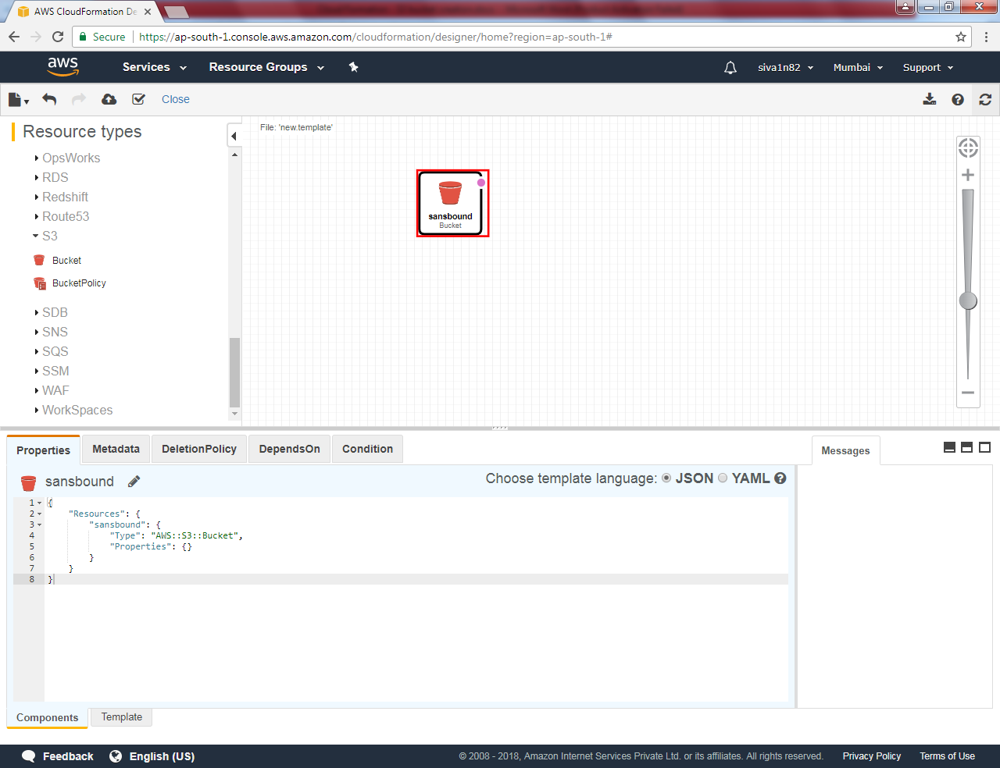 AWS CloudFormation De
Secure
https://ap-south-1.console.aws.amazon.com/cloudformation/designer/home?region=ap-south-1#
aws
Services
Resource Groups
siva1n82
Mumbai
Support
Close
Resource types
OpsWorks
RDS
Redshift
Route53
S3
Bucket
BucketPolicy
SDB
SNS
SQS
SSM
WAF
WorkSpaces
File: 'new.template'
sansbound
Bucket
Properties
Metadata
DeletionPolicy
DependsOn
Condition
Messages
sansbound
Choose template language: JSON YAML
1 {
2 "Resources": {
3 "sansbound": {
4 "Type": "AWS::S3::Bucket",
5 "Properties": {}
6 }
7 }
8 }
Components
Template
Feedback
English (US)
© 2008 - 2018, Amazon Internet Services Private Ltd. or its affiliates. All rights reserved.
Privacy Policy
Terms of Use